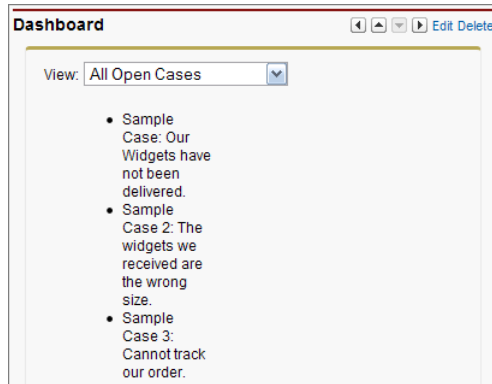 Dashboard Edit Delete
View: All Open Cases
Sample
Case: Our
Widgets have
not been
delivered.
Sample
Case 2: The
widgets we
received are
the wrong
size.
Sample
Case 3:
Cannot track
our order.